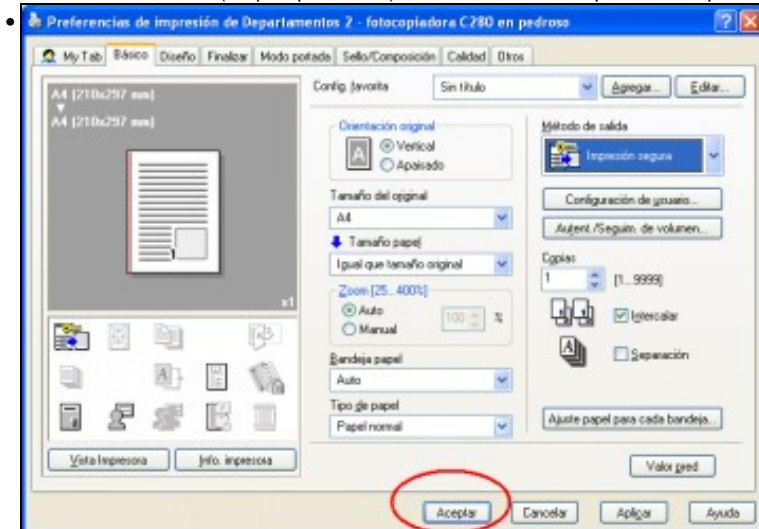 Preferencias de impresión de Departamentos 2 - fotocopiadora C280 en pedroso
My Tab Básico Diseño Finalizar Modo portada Sello/Composición Calidad Otros
A4 [210x297 mm]
A4 [210x297 mm]
x1
Vista Impresora Info. impresora
Config. favorita Sin título Agregar... Editar...
Orientación original
A Vertical
Apaisado
Tamaño del original
A4
Tamaño papel
Igual que tamaño original
Zoom [25...400%]
Auto
Manual
100 %
Bandeja papel
Auto
Tipo de papel
Papel normal
Método de salida
Impresión segura
Configuración de usuario...
Autent./Seguim. de volumen...
Copias
1 [1...9999]
Intercalar
Separación
Ajuste papel para cada bandeja...
Valor pred
Aceptar Cancelar Aplicar Ayuda